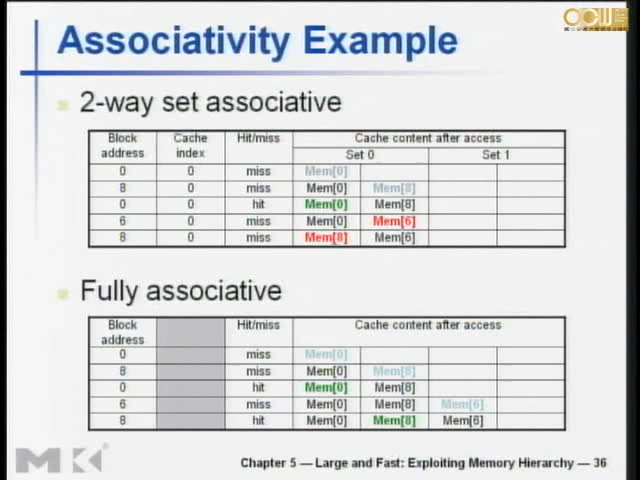 Associativity Example
2-way set associative
Block address Cache index Hit/miss Cache content after access
Set 0 Set 1
0 0 miss Mem[0]
8 0 miss Mem[0] Mem[8]
0 0 hit Mem[0] Mem[8]
6 0 miss Mem[0] Mem[6]
8 0 miss Mem[8] Mem[6]
Fully associative
Block address Hit/miss Cache content after access
0 miss Mem[0]
8 miss Mem[0] Mem[8]
0 hit Mem[0] Mem[8]
6 miss Mem[0] Mem[8] Mem[6]
8 hit Mem[0] Mem[8] Mem[6]
MK
Chapter 5 — Large and Fast: Exploiting Memory Hierarchy — 36